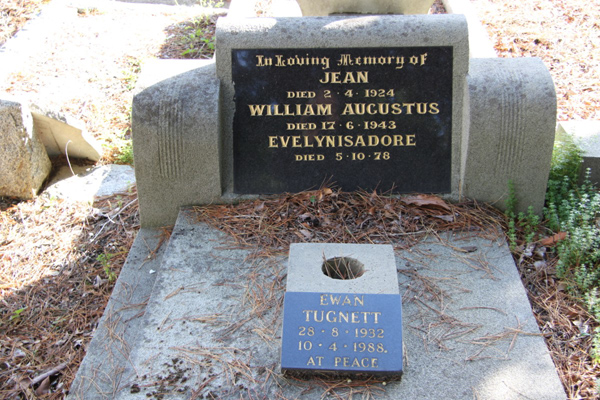 In Loving Memory of
JEAN
DIED 2 · 4 · 1924
WILLIAM AUGUSTUS
DIED 17 · 6 · 1943
EVELYNISADORE
DIED 5 · 10 · 78
EWAN
TUGNETT
28 · 8 · 1932
10 · 4 · 1988.
AT PEACE